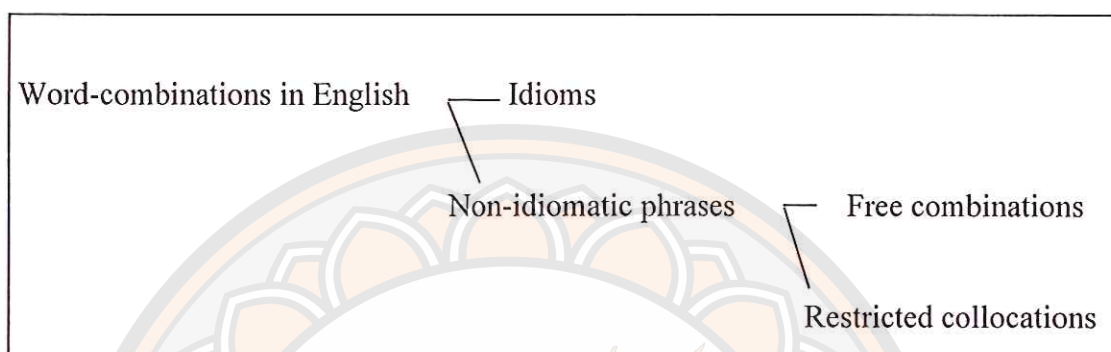 Word-combinations in English Idioms
Non-idiomatic phrases Free combinations
Restricted collocations